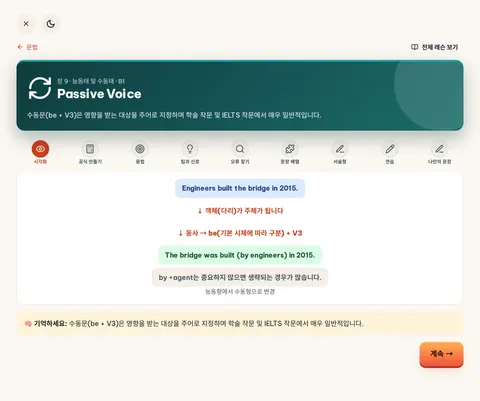 ← 문법
전체 레슨 보기
장 9 · 능동태 및 수동태 · B1
Passive Voice
수동문(be + V3)은 영향을 받는 대상을 주어로 지정하며 학술 작문 및 IELTS 작문에서 매우 일반적입니다.
시각화
공식 만들기
용법
팁과 신호
오류 찾기
문장 배열
서술형
연습
나만의 문장
Engineers built the bridge in 2015.
↓ 객체(다리)가 주체가 됩니다
↓ 동사 → be(기본 시제에 따라 구분) + V3
The bridge was built (by engineers) in 2015.
by +agent는 중요하지 않으면 생략되는 경우가 많습니다.
능동형에서 수동형으로 변경
🧠 기억하세요: 수동문(be + V3)은 영향을 받는 대상을 주어로 지정하며 학술 작문 및 IELTS 작문에서 매우 일반적입니다.
계속 →